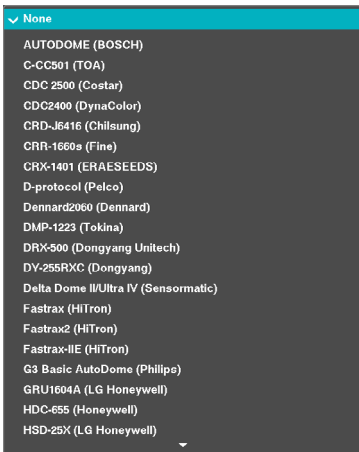 None
AUTODOME (BOSCH)
C-CC501 (TOA)
CDC 2500 (Costar)
CDC2400 (DynaColor)
CRD-J6416 (Chilsung)
CRR-1660s (Fine)
CRX-1401 (ERAESEEDS)
D-protocol (Pelco)
Dennard2060 (Dennard)
DMP-1223 (Tokina)
DRX-500 (Dongyang Unitech)
DY-255RXC (Dongyang)
Delta Dome II/Ultra IV (Sensormatic)
Fastrax (HiTron)
Fastrax2 (HiTron)
Fastrax-IIE (HiTron)
G3 Basic AutoDome (Philips)
GRU1604A (LG Honeywell)
HDC-655 (Honeywell)
HSD-25X (LG Honeywell)